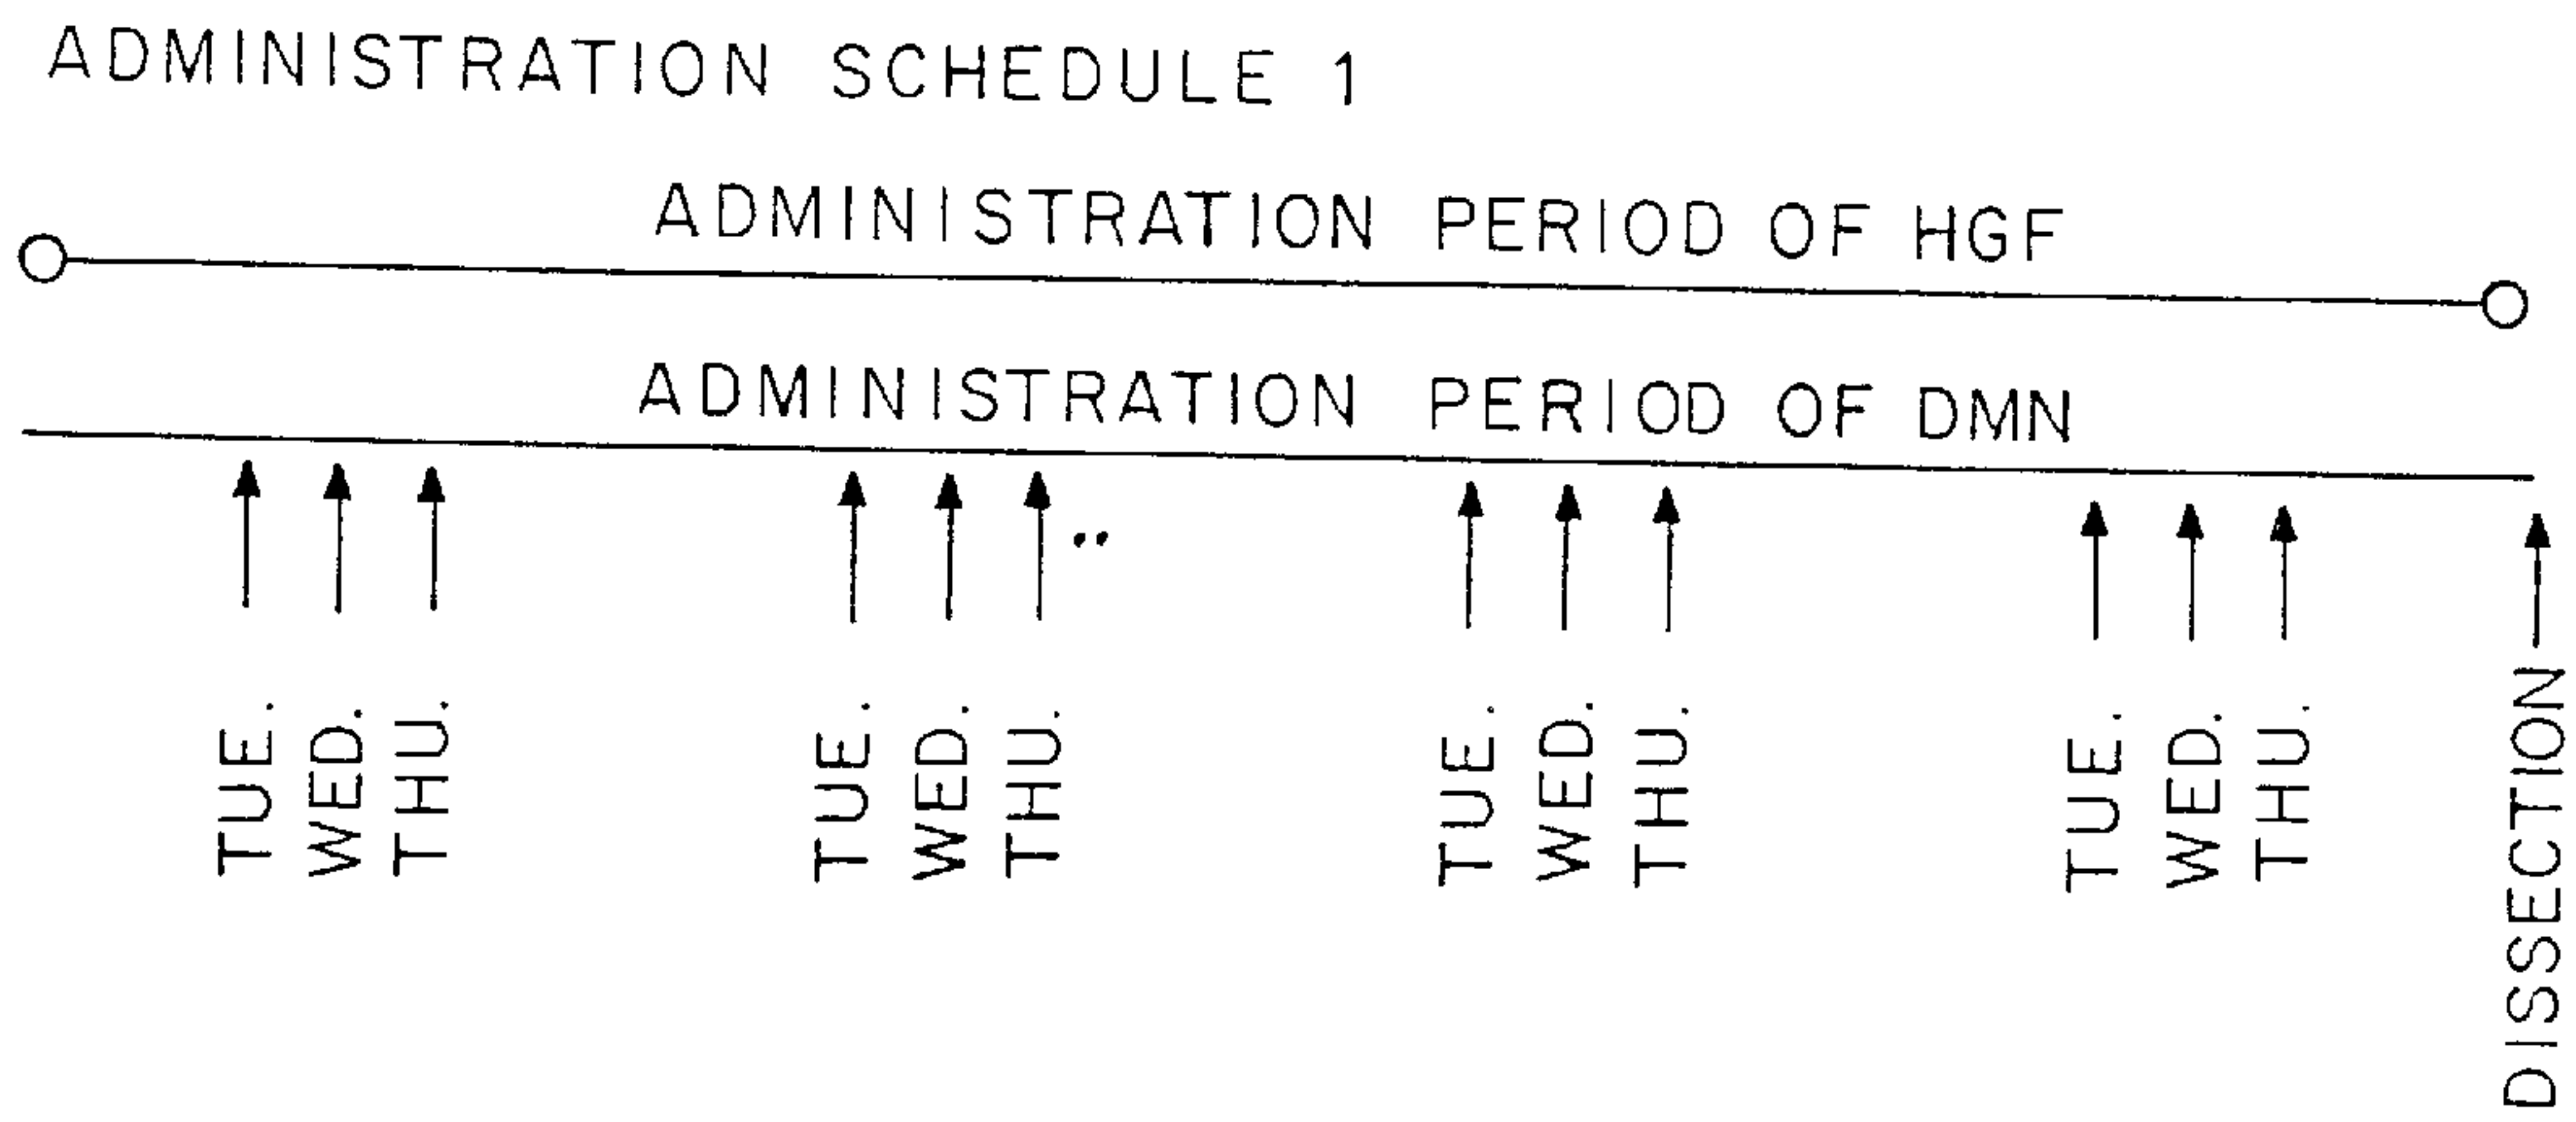 ADMINISTRATION SCHEDULE 1
ADMINISTRATION PERIOD OF HGF
ADMINISTRATION PERIOD OF DMN
TUE.
WED.
THU.
TUE.
WED.
THU.
TUE.
WED.
THU.
TUE.
WED.
THU.
DISSECTION